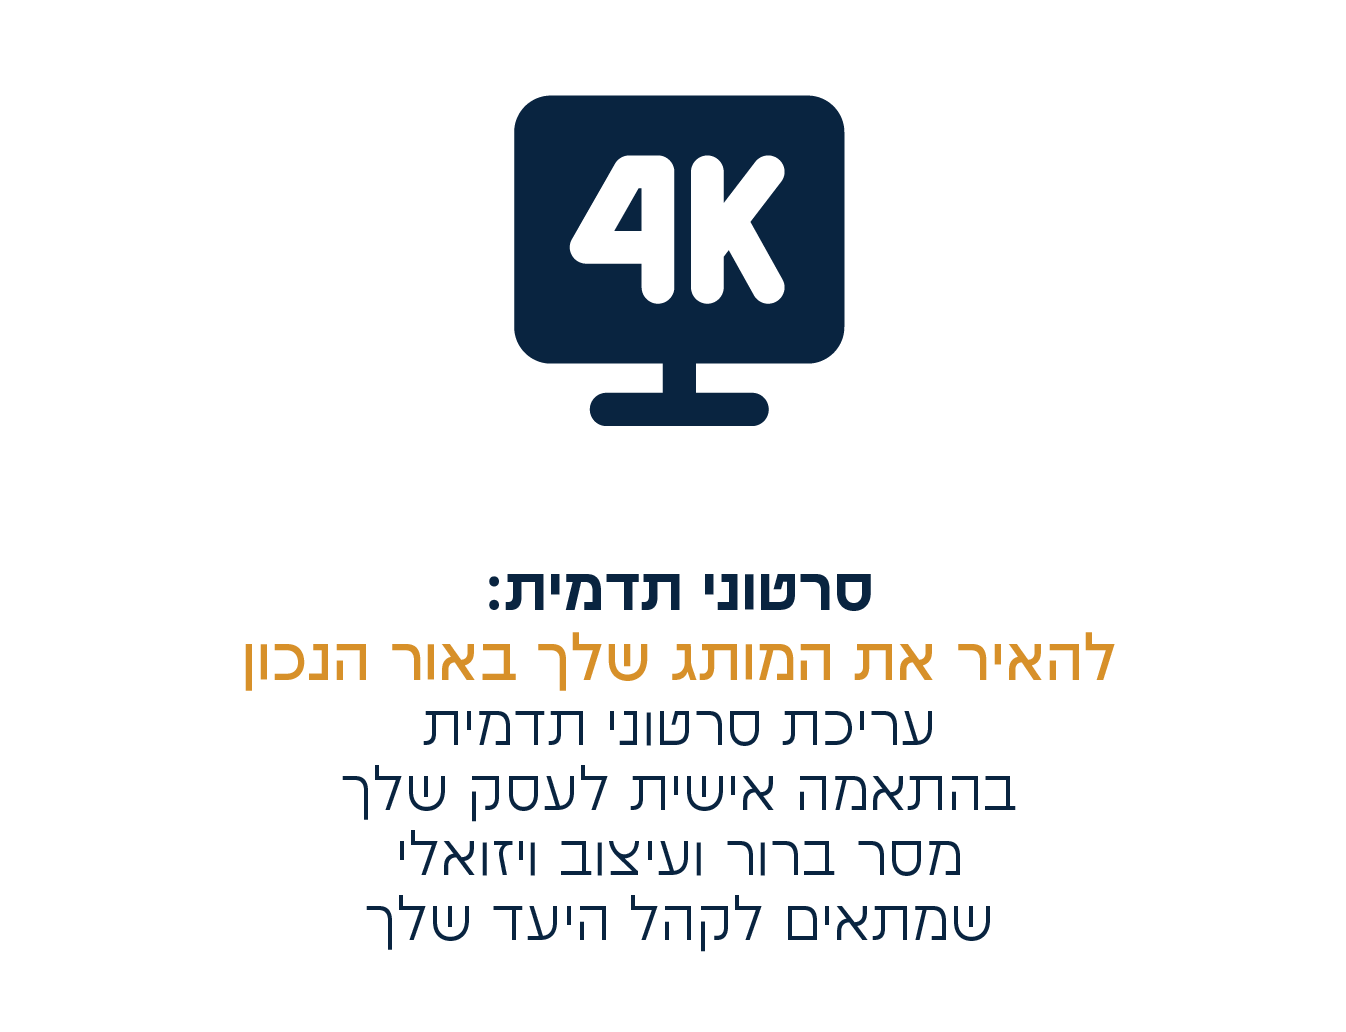 4K
סרטוני תדמית:
להאיר את המותג שלך באור הנכון
עריכת סרטוני תדמית
בהתאמה אישית לעסק שלך
מסר ברור ועיצוב ויזואלי
שמתאים לקהל היעד שלך